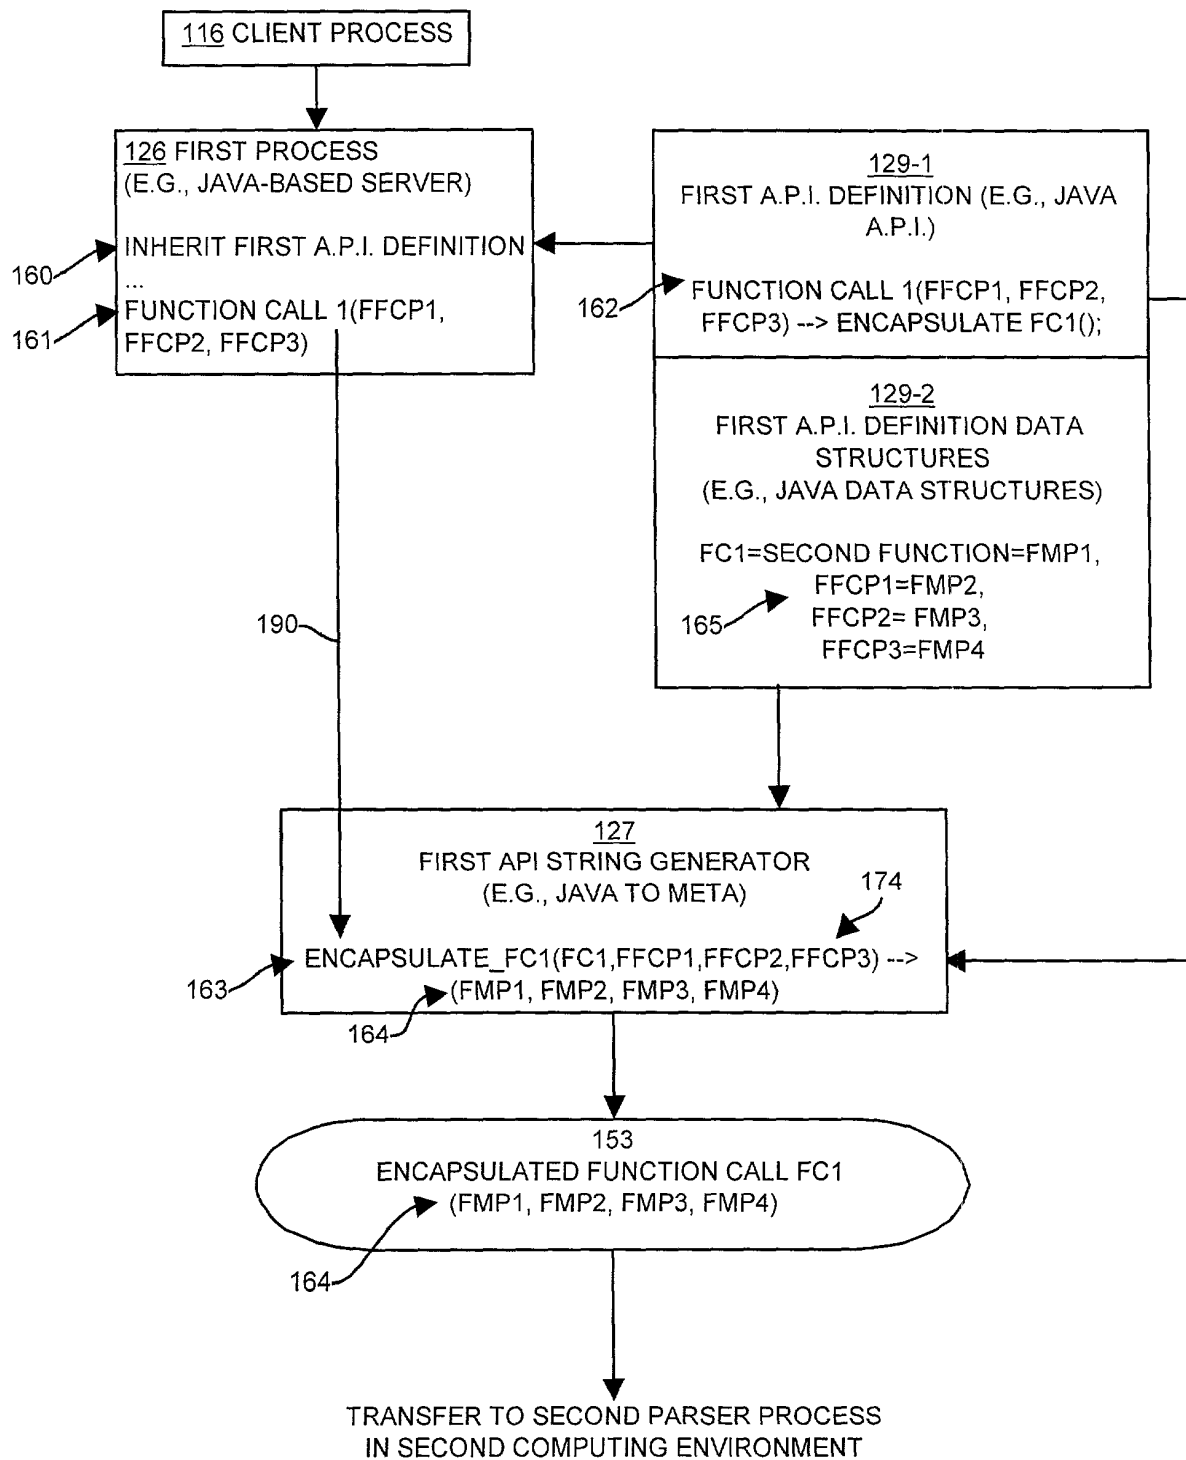 116 CLIENT PROCESS
126 FIRST PROCESS
(E.G., JAVA-BASED SERVER)
INHERIT FIRST A.P.I. DEFINITION
...
FUNCTION CALL 1(FFCP1,
FFCP2, FFCP3)
160
161
129-1
FIRST A.P.I. DEFINITION (E.G., JAVA
A.P.I.)
FUNCTION CALL 1(FFCP1, FFCP2,
FFCP3) --> ENCAPSULATE FC1();
162
129-2
FIRST A.P.I. DEFINITION DATA
STRUCTURES
(E.G., JAVA DATA STRUCTURES)
FC1=SECOND FUNCTION=FMP1,
FFCP1=FMP2,
FFCP2= FMP3,
FFCP3=FMP4
165
190
127
FIRST API STRING GENERATOR
(E.G., JAVA TO META)
174
ENCAPSULATE_FC1(FC1,FFCP1,FFCP2,FFCP3) -->
(FMP1, FMP2, FMP3, FMP4)
163
164
153
ENCAPSULATED FUNCTION CALL FC1
(FMP1, FMP2, FMP3, FMP4)
164
TRANSFER TO SECOND PARSER PROCESS
IN SECOND COMPUTING ENVIRONMENT